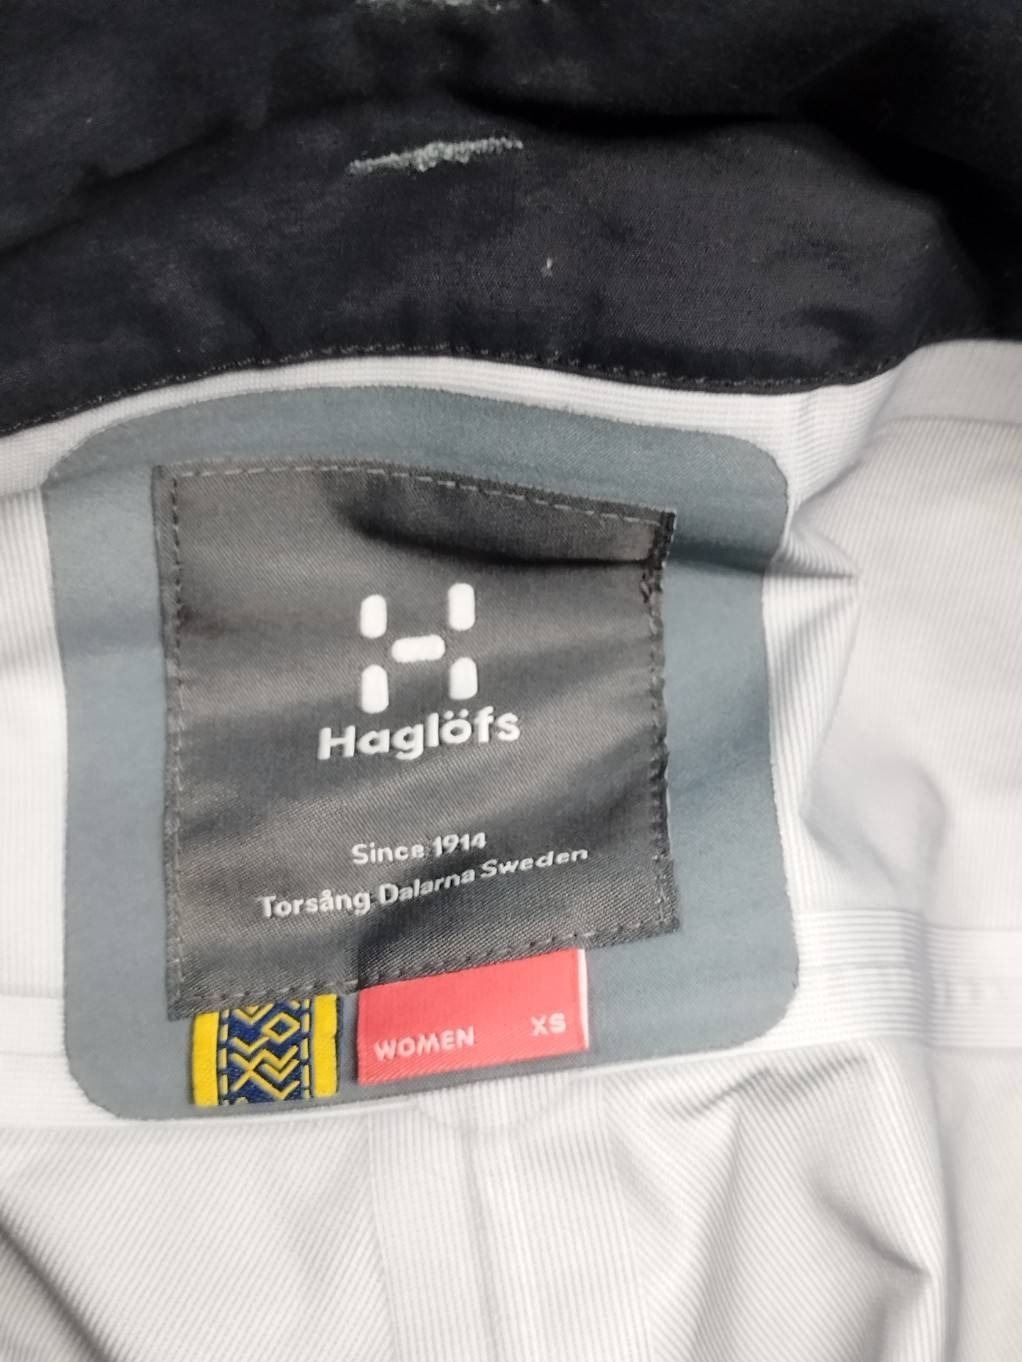 Haglöfs
Since 1914
Torsång Dalarna Sweden
WOMEN XS